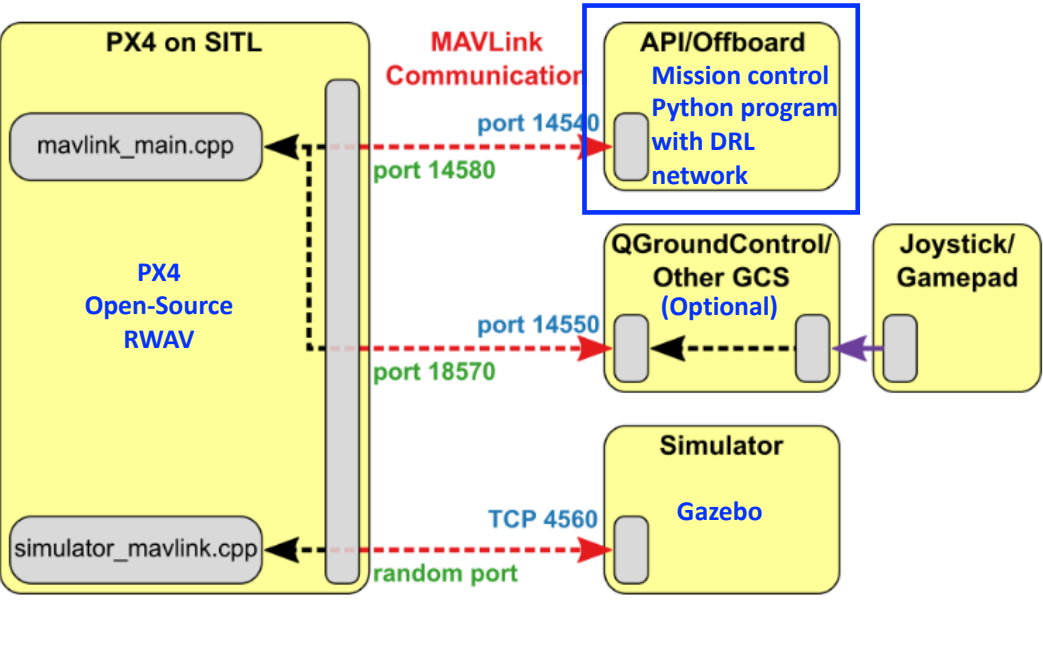 PX4 on SITL
mavlink_main.cpp
PX4
Open-Source
RWAV
simulator_mavlink.cpp
MAVLink
Communication
port 14540
port 14580
port 14550
port 18570
TCP 4560
random port
API/Offboard
Mission control
Python program
with DRL
network
QGroundControl/
Other GCS
(Optional)
Joystick/
Gamepad
Simulator
Gazebo